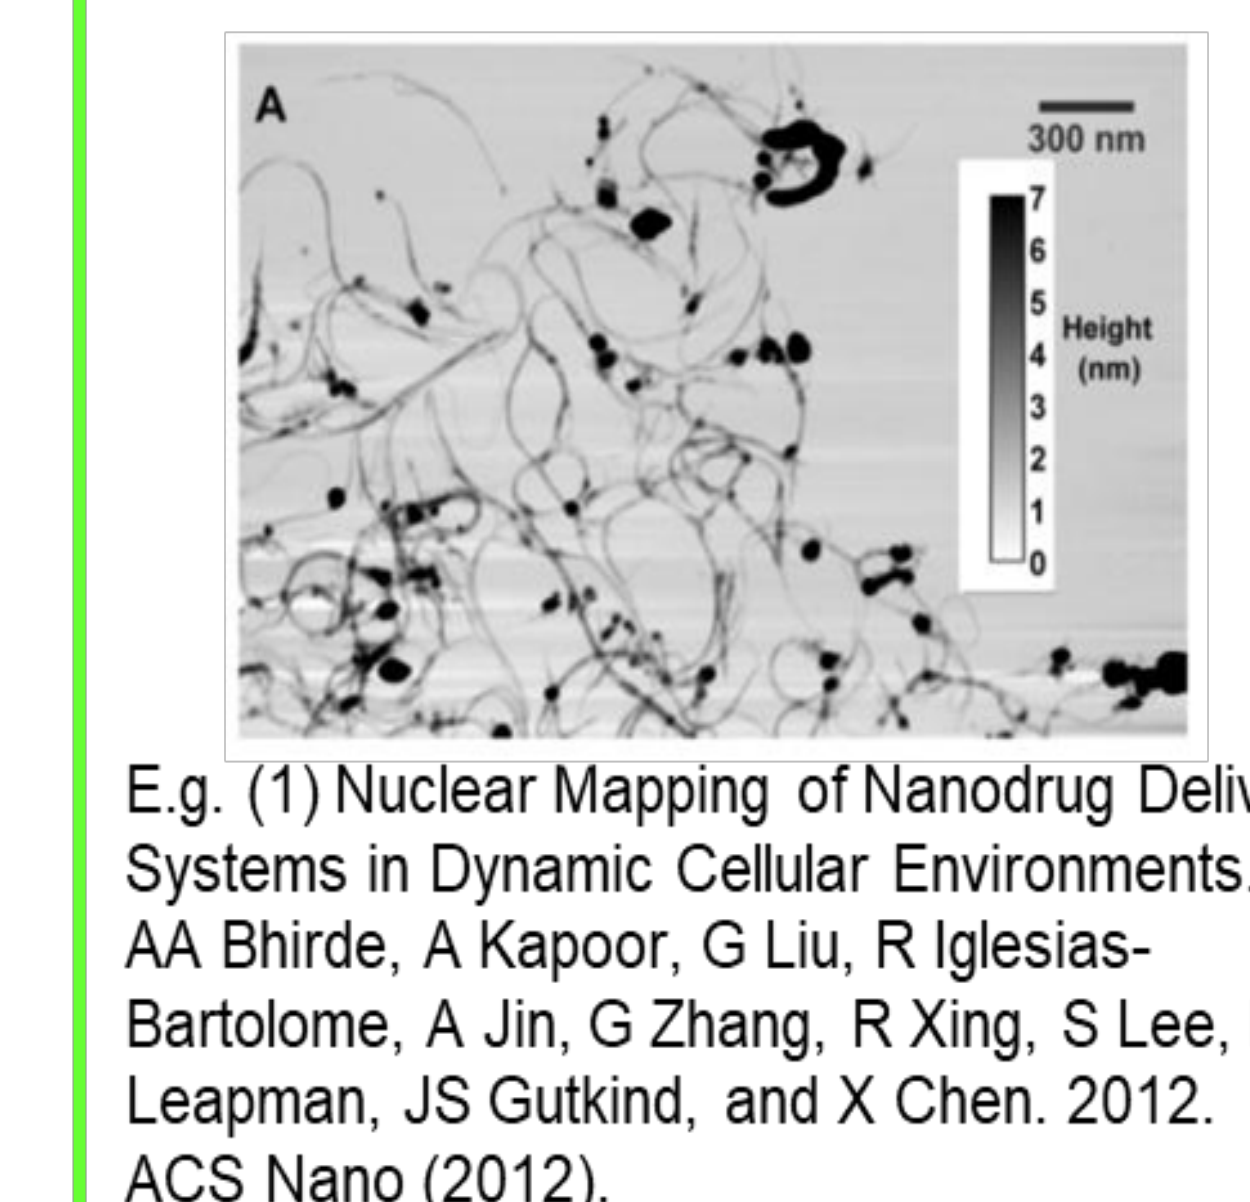 A
300 nm
7
6
5
4
3
2
1
0
Height
(nm)
E.g. (1) Nuclear Mapping of Nanodrug
Systems in Dynamic Cellular Environments.
AA Bhirde, A Kapoor, G Liu, R Iglesias-
Bartolome, A Jin, G Zhang, R Xing, S Lee,
Leapman, JS Gutkind, and X Chen. 2012.
ACS Nano (2012).